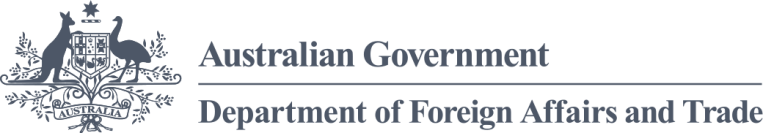 Australian Government
Department of Foreign Affairs and Trade
AUSTRALIA